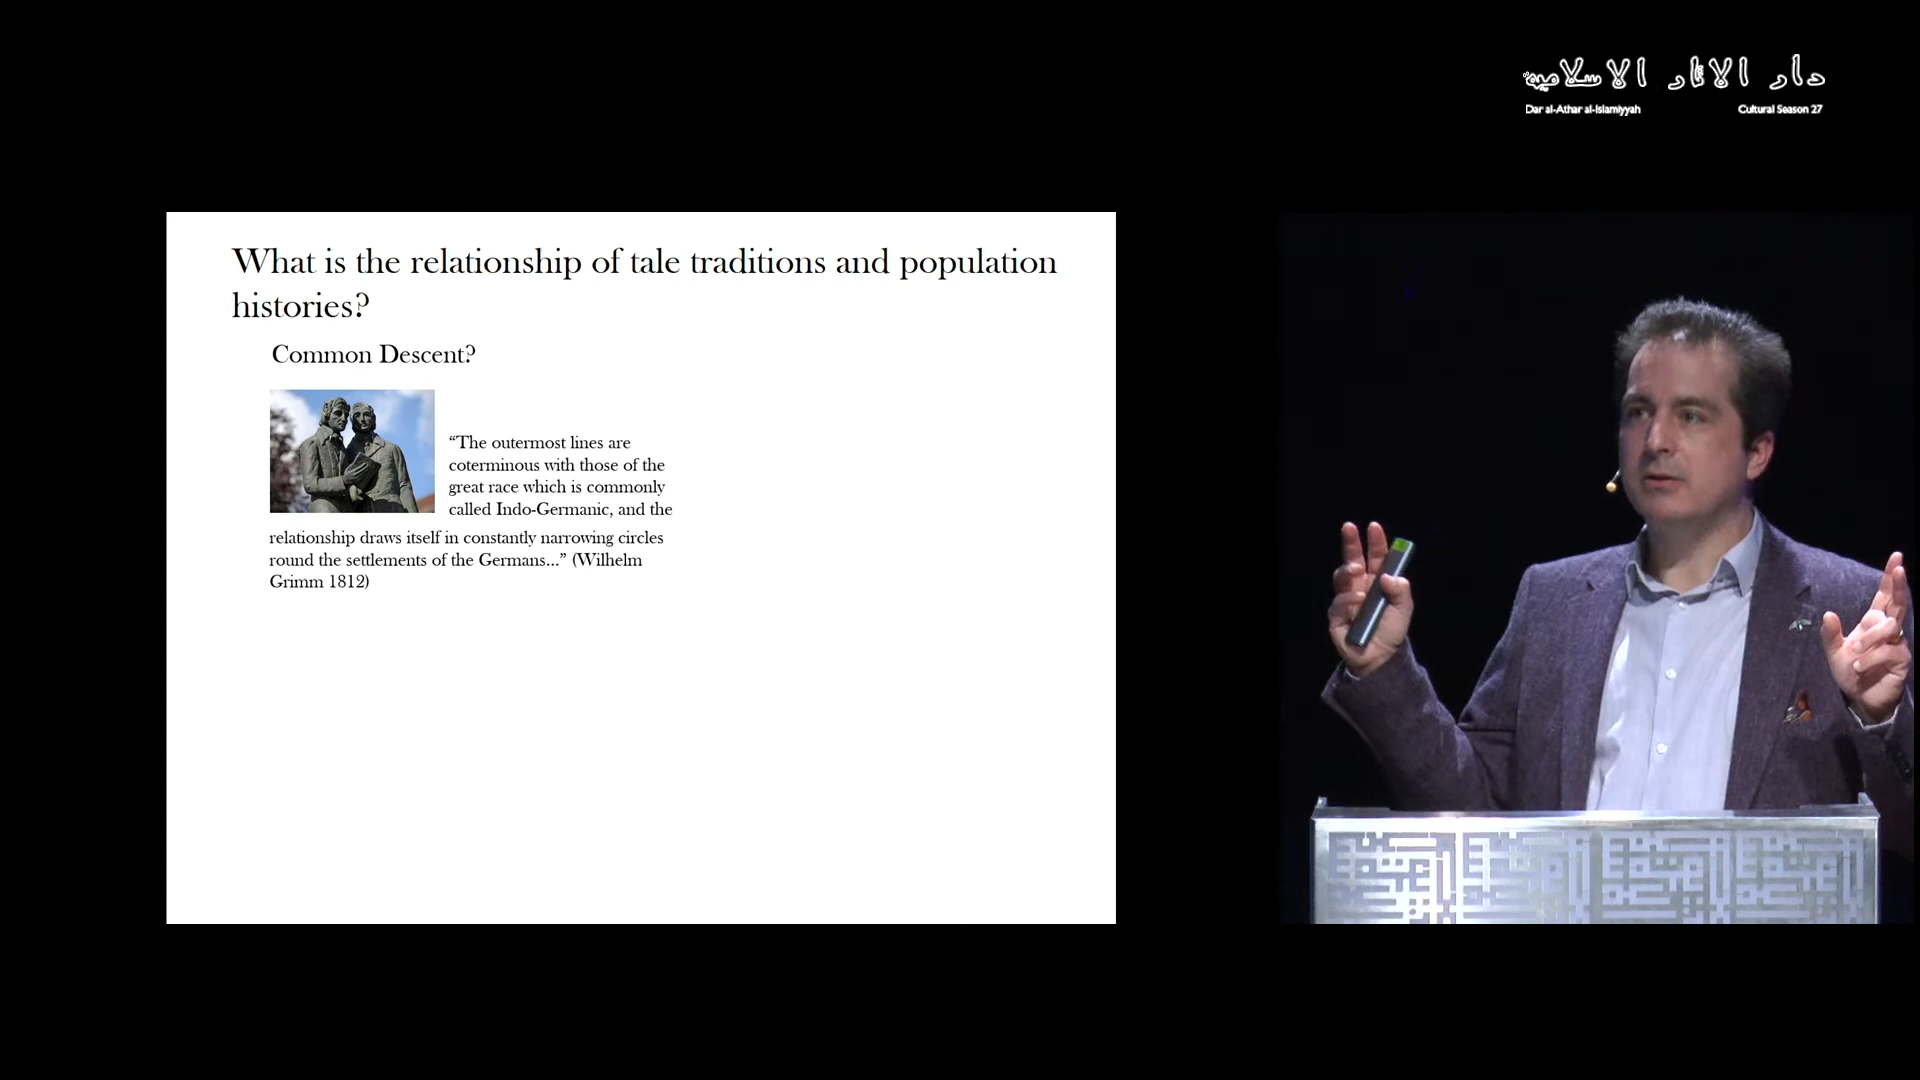 دار الآثار الاسلامية
Dar al-Athar al-Islamiyyah
Cultural Season 27
What is the relationship of tale traditions and population
histories?
Common Descent?
“The outermost lines are
coterminous with those of the
great race which is commonly
called Indo-Germanic, and the
relationship draws itself in constantly narrowing circles
round the settlements of the Germans...” (Wilhelm
Grimm 1812)